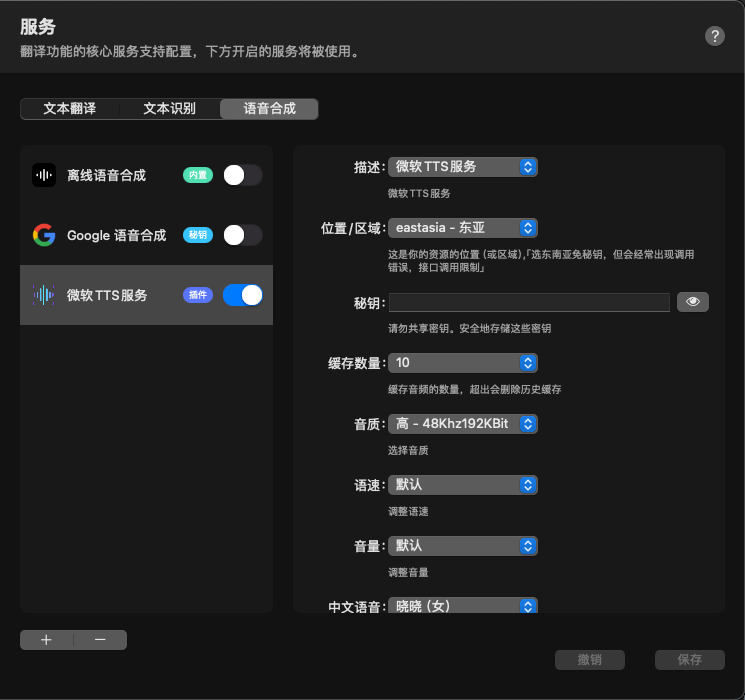 服务
翻译功能的核心服务支持配置，下方开启的服务将被使用。
?
文本翻译 文本识别 语音合成
离线语音合成 内置
Google 语音合成 秘钥
微软 TTS 服务 插件
描述: 微软 TTS 服务
微软 TTS 服务
位置/区域: eastasia - 东亚
这是你的资源的位置 (或区域),「选东南亚免秘钥，但会经常出现调用
错误，接口调用限制」
秘钥:
请勿共享密钥。安全地存储这些密钥
缓存数量: 10
缓存音频的数量，超出会删除历史缓存
音质: 高 - 48Khz192KBit
选择音质
语速: 默认
调整语速
音量: 默认
调整音量
中文语音: 晓晓 (女)
+ −
撤销 保存